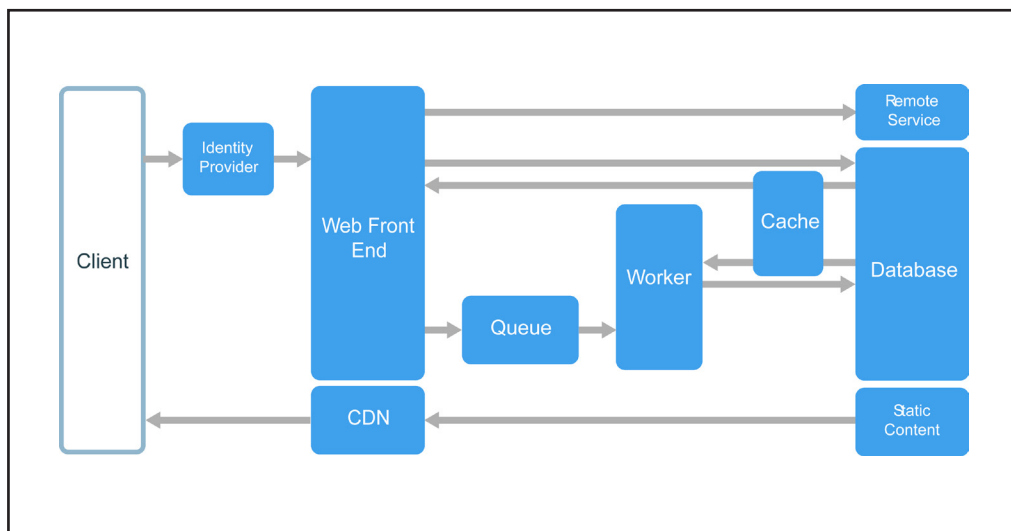 Client
Identity
Provider
Web Front
End
CDN
Queue
Worker
Cache
Remote
Service
Database
Static
Content